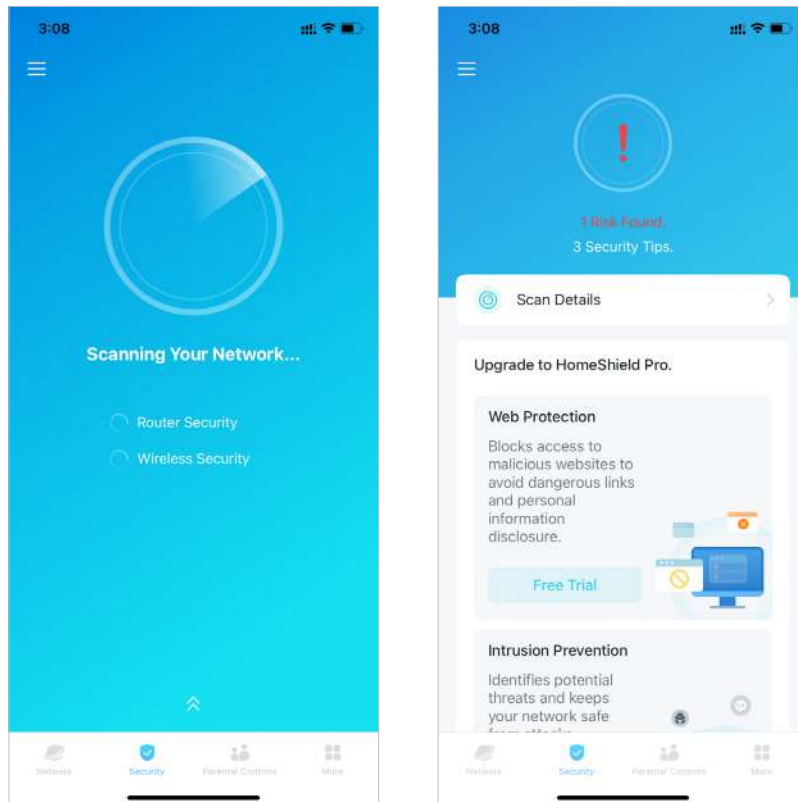 3:08
Scanning Your Network...
Router Security
Wireless Security
Network
Security
Parental Controls
More
3:08
!
1 Risk Found.
3 Security Tips.
Scan Details
Upgrade to HomeShield Pro.
Web Protection
Blocks access to
malicious websites to
avoid dangerous links
and personal
information
disclosure.
Free Trial
Intrusion Prevention
Identifies potential
threats and keeps
your network safe
from attacks
Network
Security
Parental Controls
More